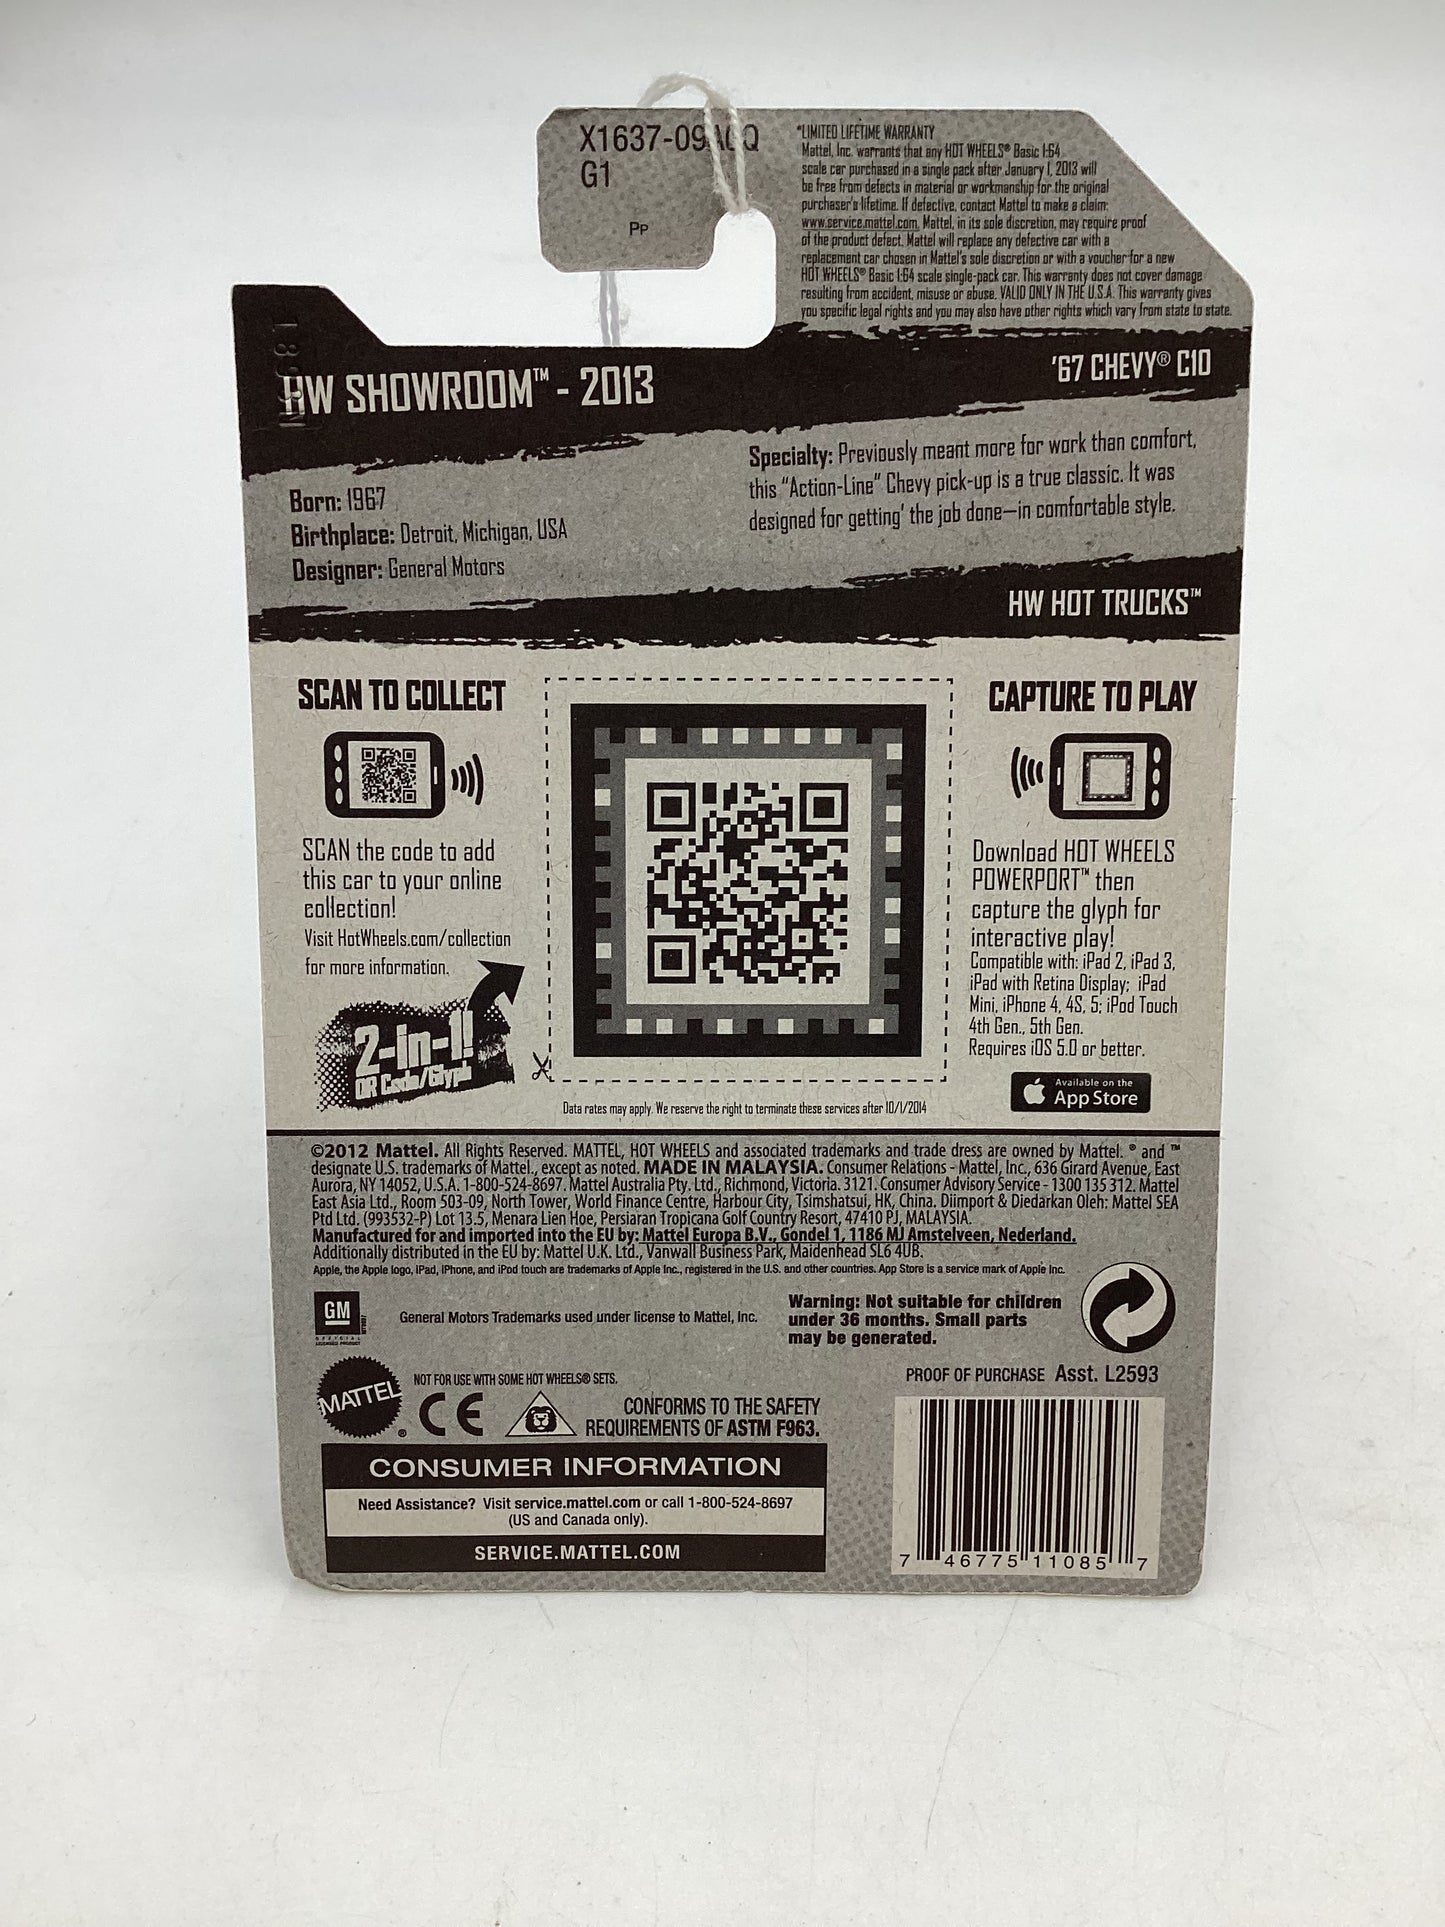 X1637-09A0Q
G1
PP
*LIMITED LIFETIME WARRANTY
Mattel, Inc. warrants that any HOT WHEELS® Basic 1:64
scale car purchased in a single pack after January 1, 2013 will
be free from defects in material or workmanship for the original
purchaser's lifetime. If defective, contact Mattel to make a claim:
www.service.mattel.com. Mattel, in its sole discretion, may require proof
of the product defect. Mattel will replace any defective car with a
replacement car chosen in Mattel's sole discretion or with a voucher for a new
HOT WHEELS® Basic 1:64 scale single-pack car. This warranty does not cover damage
resulting from accident, misuse or abuse. VALID ONLY IN THE U.S.A. This warranty gives
you specific legal rights and you may also have other rights which vary from state to state.
HW SHOWROOM™ - 2013
'67 CHEVY® C10
Born: 1967
Birthplace: Detroit, Michigan, USA
Designer: General Motors
Specialty: Previously meant more for work than comfort,
this "Action-Line" Chevy pick-up is a true classic. It was
designed for getting' the job done—in comfortable style.
HW HOT TRUCKS™
SCAN TO COLLECT
SCAN the code to add
this car to your online
collection!
Visit HotWheels.com/collection
for more information.
2-in-1!
QR Code/Glyph
CAPTURE TO PLAY
Download HOT WHEELS
POWERPORT™ then
capture the glyph for
interactive play!
Compatible with: iPad 2, iPad 3,
iPad with Retina Display; iPad
Mini, iPhone 4, 4S, 5; iPod Touch
4th Gen., 5th Gen.
Requires iOS 5.0 or better.
Available on the
App Store
Data rates may apply. We reserve the right to terminate these services after 10/1/2014
©2012 Mattel. All Rights Reserved. MATTEL, HOT WHEELS and associated trademarks and trade dress are owned by Mattel. ® and ™
designate U.S. trademarks of Mattel., except as noted. MADE IN MALAYSIA. Consumer Relations - Mattel, Inc., 636 Girard Avenue, East
Aurora, NY 14052, U.S.A. 1-800-524-8697. Mattel Australia Pty. Ltd., Richmond, Victoria. 3121. Consumer Advisory Service - 1300 135 312. Mattel
East Asia Ltd., Room 503-09, North Tower, World Finance Centre, Harbour City, Tsimshatsui, HK, China. Diimport & Diedarkan Oleh: Mattel SEA
Ptd Ltd. (993532-P) Lot 13.5, Menara Lien Hoe, Persiaran Tropicana Golf Country Resort, 47410 PJ, MALAYSIA.
Manufactured for and imported into the EU by: Mattel Europa B.V., Gondel 1, 1186 MJ Amstelveen, Nederland.
Additionally distributed in the EU by: Mattel U.K. Ltd., Vanwall Business Park, Maidenhead SL6 4UB.
Apple, the Apple logo, iPad, iPhone, and iPod touch are trademarks of Apple Inc., registered in the U.S. and other countries. App Store is a service mark of Apple Inc.
GM
OFFICIAL
LICENSED PRODUCT
General Motors Trademarks used under license to Mattel, Inc.
Warning: Not suitable for children
under 36 months. Small parts
may be generated.
MATTEL®
NOT FOR USE WITH SOME HOT WHEELS® SETS.
CE
CONFORMS TO THE SAFETY
REQUIREMENTS OF ASTM F963.
PROOF OF PURCHASE Asst. L2593
CONSUMER INFORMATION
Need Assistance? Visit service.mattel.com or call 1-800-524-8697
(US and Canada only).
SERVICE.MATTEL.COM
7 46775 11085 7